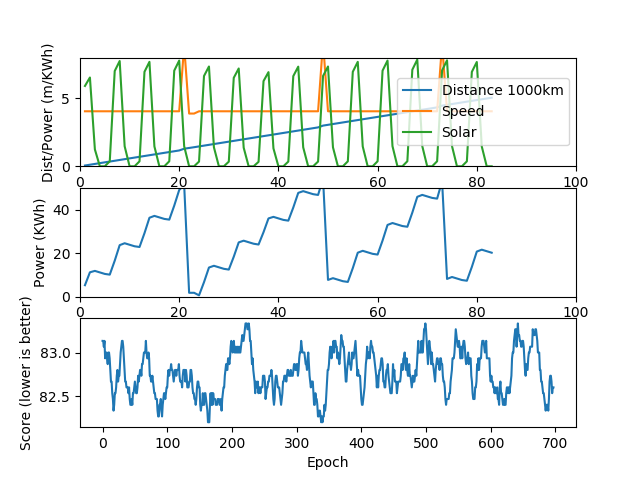 Dist/Power (m/KWh)
5
0
Distance 1000km
Speed
Solar
0 20 40 60 80 100
Power (KWh)
40
20
0
0 20 40 60 80 100
Score (lower is better)
83.0
82.5
0 100 200 300 400 500 600 700
Epoch